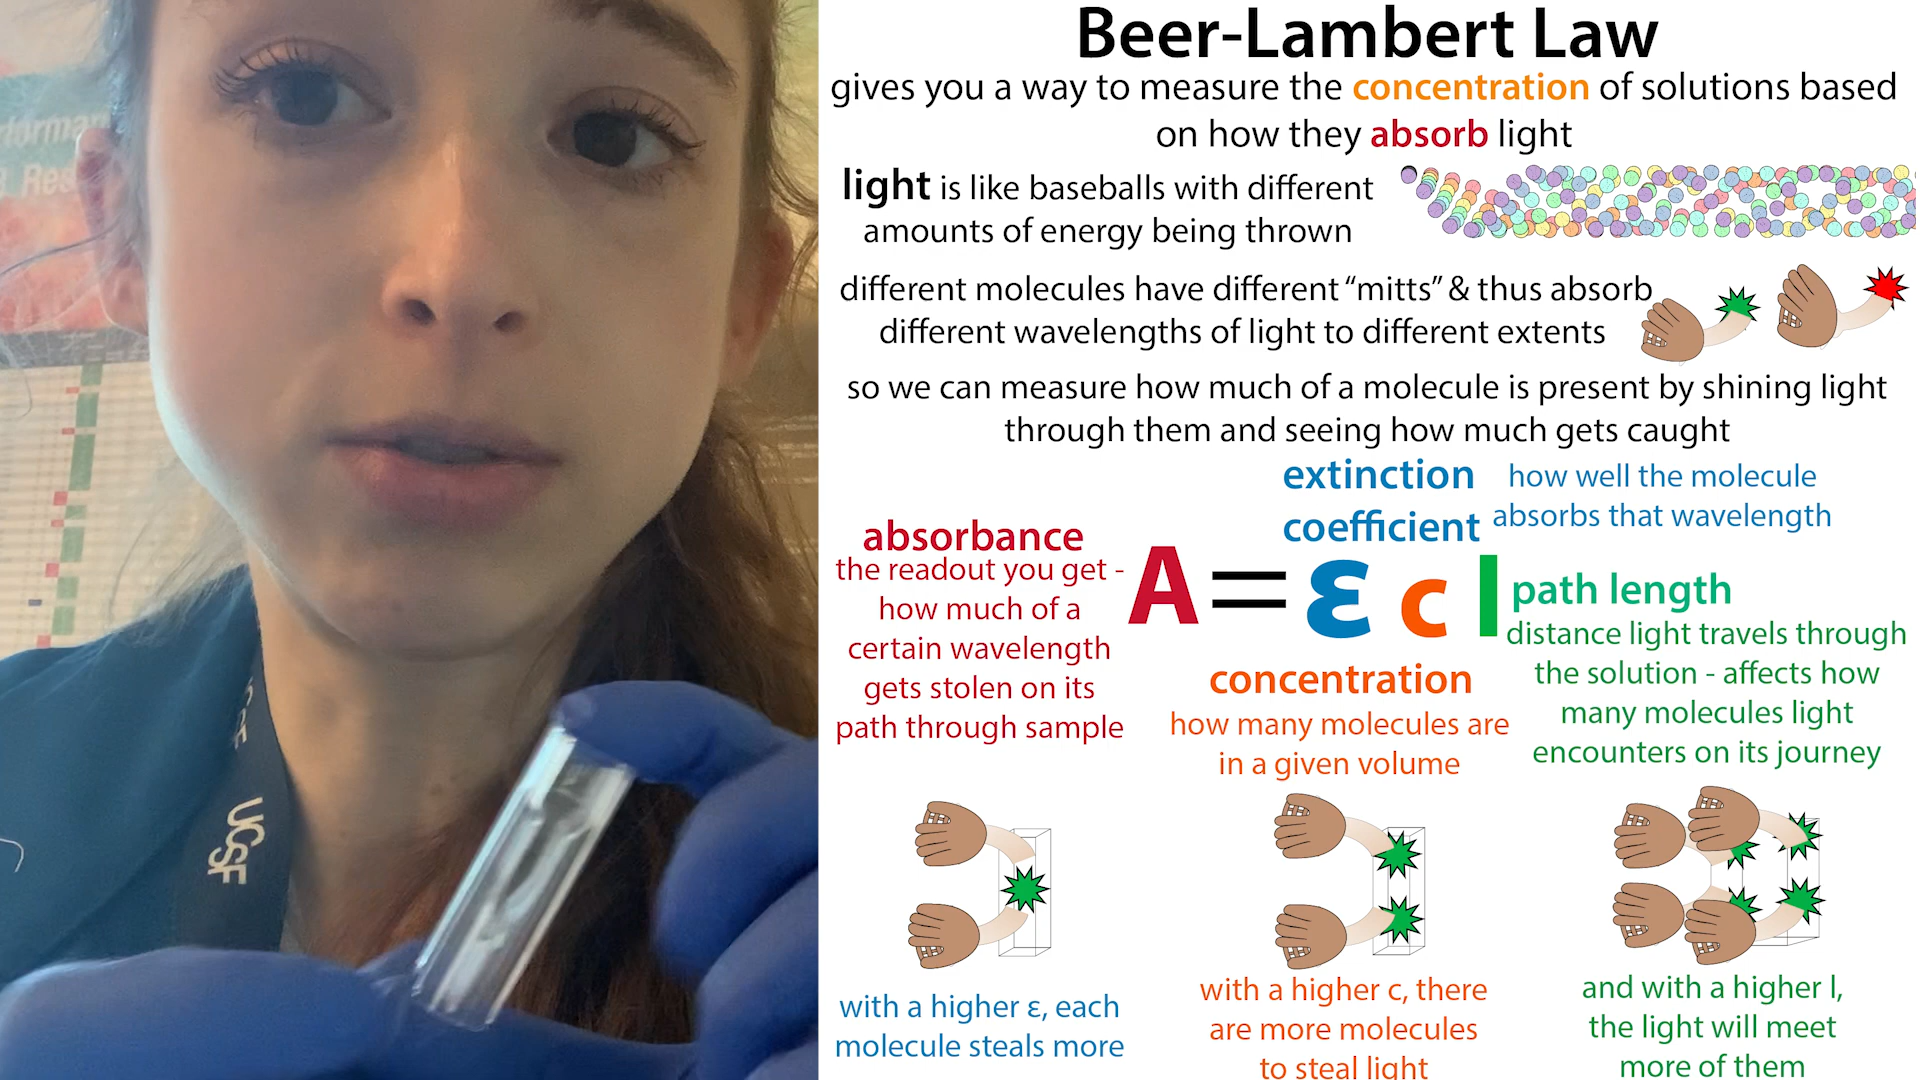 rformar
Res
UCSF
UCSF
Beer-Lambert Law
gives you a way to measure the concentration of solutions based
on how they absorb light
light is like baseballs with different
amounts of energy being thrown
different molecules have different “mitts” & thus absorb
different wavelengths of light to different extents
so we can measure how much of a molecule is present by shining light
through them and seeing how much gets caught
extinction
coefficient
how well the molecule
absorbs that wavelength
absorbance
the readout you get -
how much of a
certain wavelength
gets stolen on its
path through sample
A = ε c l
concentration
how many molecules are
in a given volume
path length
distance light travels through
the solution - affects how
many molecules light
encounters on its journey
with a higher ε, each
molecule steals more
with a higher c, there
are more molecules
to steal light
and with a higher l,
the light will meet
more of them